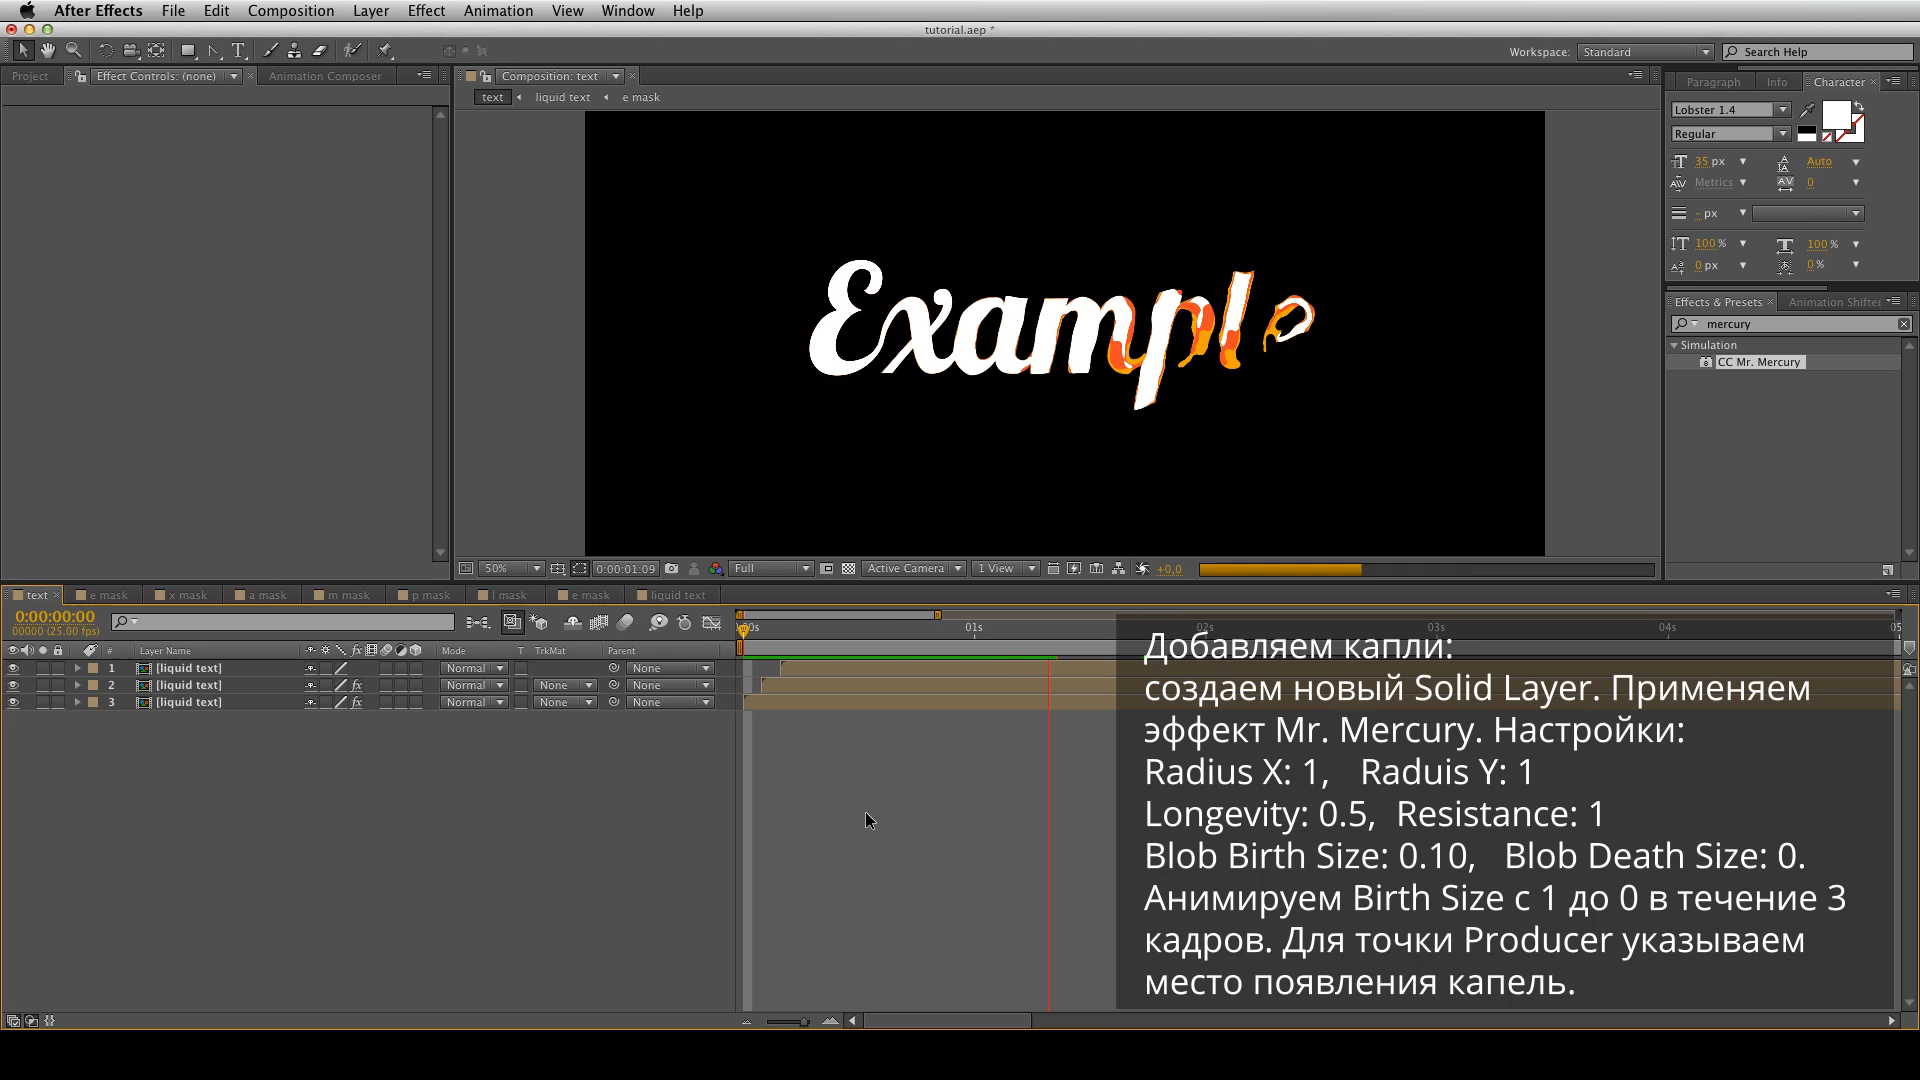 After Effects File Edit Composition Layer Effect Animation View Window Help
tutorial.aep *
Workspace: Standard Search Help
Project Effect Controls: (none) Animation Composer
Composition: text
text liquid text e mask
Paragraph Info Character
Lobster 1.4
Regular
35 px Auto
Metrics 0
- px
100 % 100 %
0 px 0 %
Effects & Presets Animation Shifter
mercury
Simulation
CC Mr. Mercury
Example
50% 0:00:01:09 Full Active Camera 1 View +0.0
text e mask x mask a mask m mask p mask l mask e mask liquid text
0:00:00:00
00000 (25.00 fps)
# Layer Name Mode T TrkMat Parent
01s 02s 03s 04s
1 [liquid text] Normal None
2 [liquid text] Normal None None
3 [liquid text] Normal None None
Добавляем капли:
создаем новый Solid Layer. Применяем
эффект Mr. Mercury. Настройки:
Radius X: 1, Raduis Y: 1
Longevity: 0.5, Resistance: 1
Blob Birth Size: 0.10, Blob Death Size: 0.
Анимируем Birth Size с 1 до 0 в течение 3
кадров. Для точки Producer указываем
место появления капель.